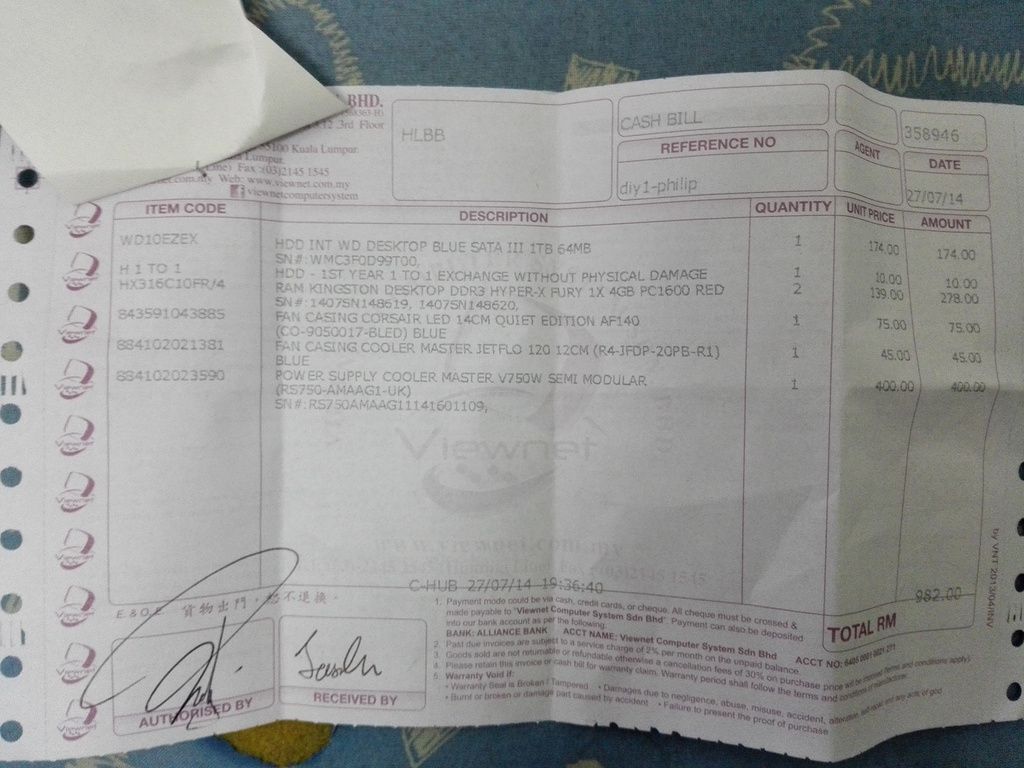 BHD.
12 .3rd Floor
55100 Kuala Lumpur.
Lumpur.
Line) Fax :(03)2145 1545
Web: www.viewnet.com.my
viewnetcomputersystem
HLBB
CASH BILL
REFERENCE NO
diy1-philip
AGENT
358946
DATE
27/07/14
ITEM CODE DESCRIPTION QUANTITY UNIT PRICE AMOUNT
WD10EZEX HDD INT WD DESKTOP BLUE SATA III 1TB 64MB 1 174.00 174.00
SN#:WMC3F0D99T00,
H 1 TO 1 HDD - 1ST YEAR 1 TO 1 EXCHANGE WITHOUT PHYSICAL DAMAGE 1 10.00 10.00
HX316C10FR/4 RAM KINGSTON DESKTOP DDR3 HYPER-X FURY 1X 4GB PC1600 RED 2 139.00 278.00
SN#:1407SN148619, 1407SN148620,
843591043885 FAN CASING CORSAIR LED 14CM QUIET EDITION AF140 1 75.00 75.00
(CO-9050017-BLED) BLUE
884102021381 FAN CASING COOLER MASTER JETFLO 120 12CM (R4-JFDP-20PB-R1) 1 45.00 45.00
BLUE
884102023590 POWER SUPPLY COOLER MASTER V750W SEMI MODULAR 1 400.00 400.00
(RS750-AMAAG1-UK)
SN#:RS750AMAAG11141601109,
Viewnet
www.viewnet.com.my
C-HUB 27/07/14 19:36:40
982.00
TOTAL RM
E & O.E 貨物出門，恕不退換。
1. Payment mode could be via cash, credit cards, or cheque. All cheque must be crossed &
made payable to "Viewnet Computer System Sdn Bhd". Payment can also be deposited
into our bank account as per the following.
BANK: ALLIANCE BANK ACCT NAME: Viewnet Computer System Sdn Bhd ACCT NO: 6405 0001 0021 271
2. Past due invoices are subject to a service charge of 2% per month on the unpaid balance.
3. Goods sold are not returnable or refundable otherwise a cancellation fees of 30% on purchase price will be
4. Please retain this invoice or cash bill for warranty claim. Warranty period shall follow the terms and conditions of manufacturer.
5. Warranty Void if:
• Warranty Seal is Broken / Tampered • Damages due to negligence, abuse, misuse, accident,
• Burnt or broken or damage part caused by accident • Failure to present the proof of purchase
AUTHORISED BY
RECEIVED BY